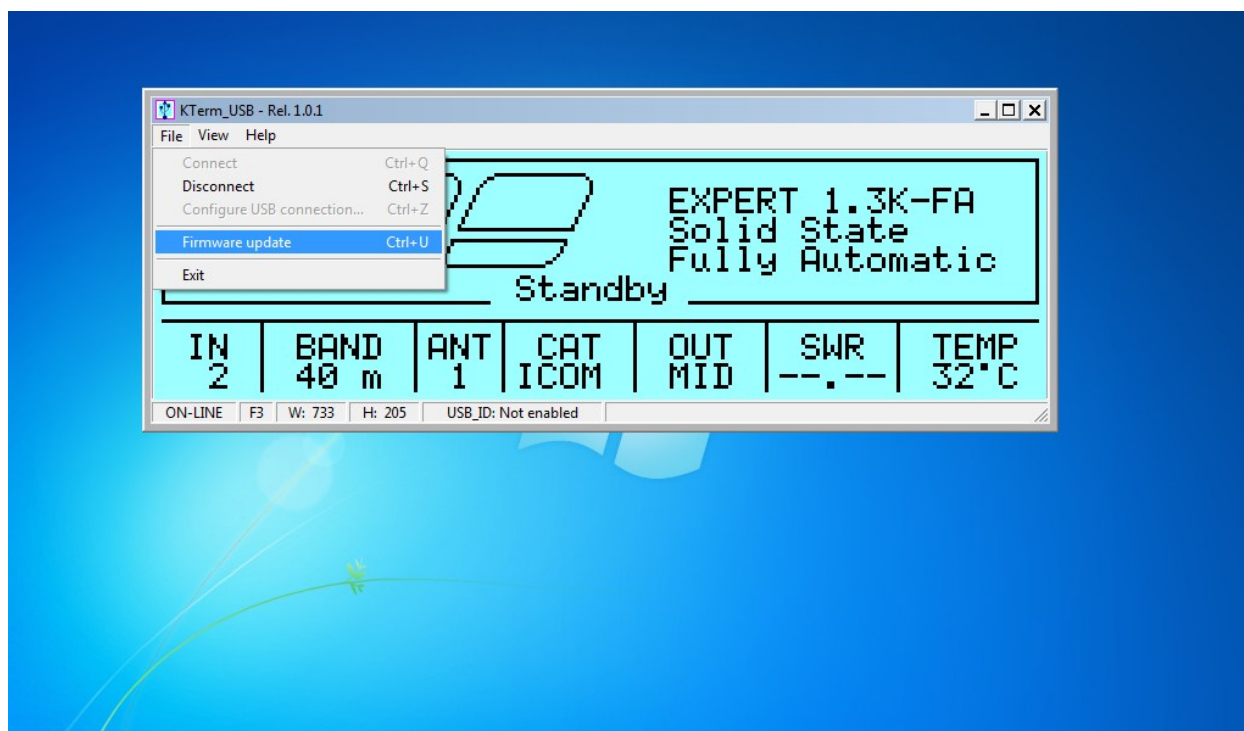 KTerm_USB - Rel. 1.0.1
File View Help
Connect Ctrl+Q
Disconnect Ctrl+S
Configure USB connection... Ctrl+Z
Firmware update Ctrl+U
Exit
EXPERT 1.3K-FA
Solid State
Fully Automatic
Standby
IN BAND ANT CAT OUT SWR TEMP
2 40 m 1 ICOM MID --.-- 32°C
ON-LINE F3 W: 733 H: 205 USB_ID: Not enabled